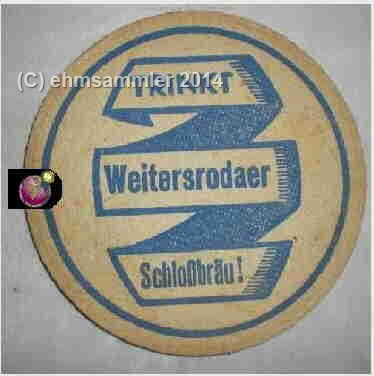 (C) ehmsammler 2014
TRINKT
Weitersrodaer
Schloßbräu!